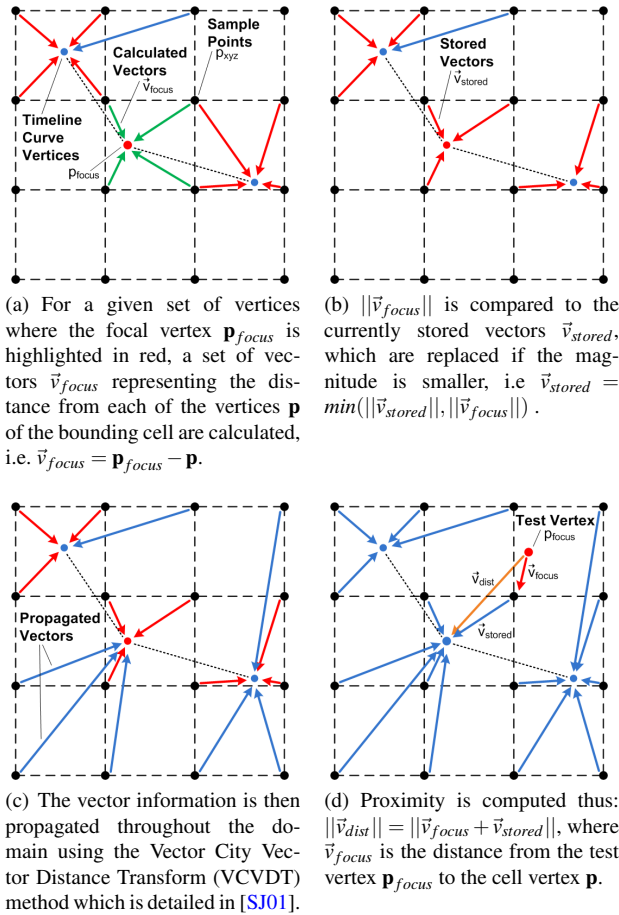 Sample
Points
p_xyz
Calculated
Vectors
v⃗_focus
Timeline
Curve
Vertices
p_focus
Stored
Vectors
v⃗_stored
(a) For a given set of vertices
where the focal vertex p_focus is
highlighted in red, a set of vec-
tors v⃗_focus representing the dis-
tance from each of the vertices p
of the bounding cell are calculated,
i.e. v⃗_focus = p_focus − p.
(b) ||v⃗_focus|| is compared to the
currently stored vectors v⃗_stored,
which are replaced if the mag-
nitude is smaller, i.e v⃗_stored =
min(||v⃗_stored||, ||v⃗_focus||) .
Propagated
Vectors
Test Vertex
p_focus
v⃗_dist
v⃗_focus
v⃗_stored
(c) The vector information is then
propagated throughout the do-
main using the Vector City Vec-
tor Distance Transform (VCVDT)
method which is detailed in [SJ01].
(d) Proximity is computed thus:
||v⃗_dist|| = ||v⃗_focus + v⃗_stored||, where
v⃗_focus is the distance from the test
vertex p_focus to the cell vertex p.